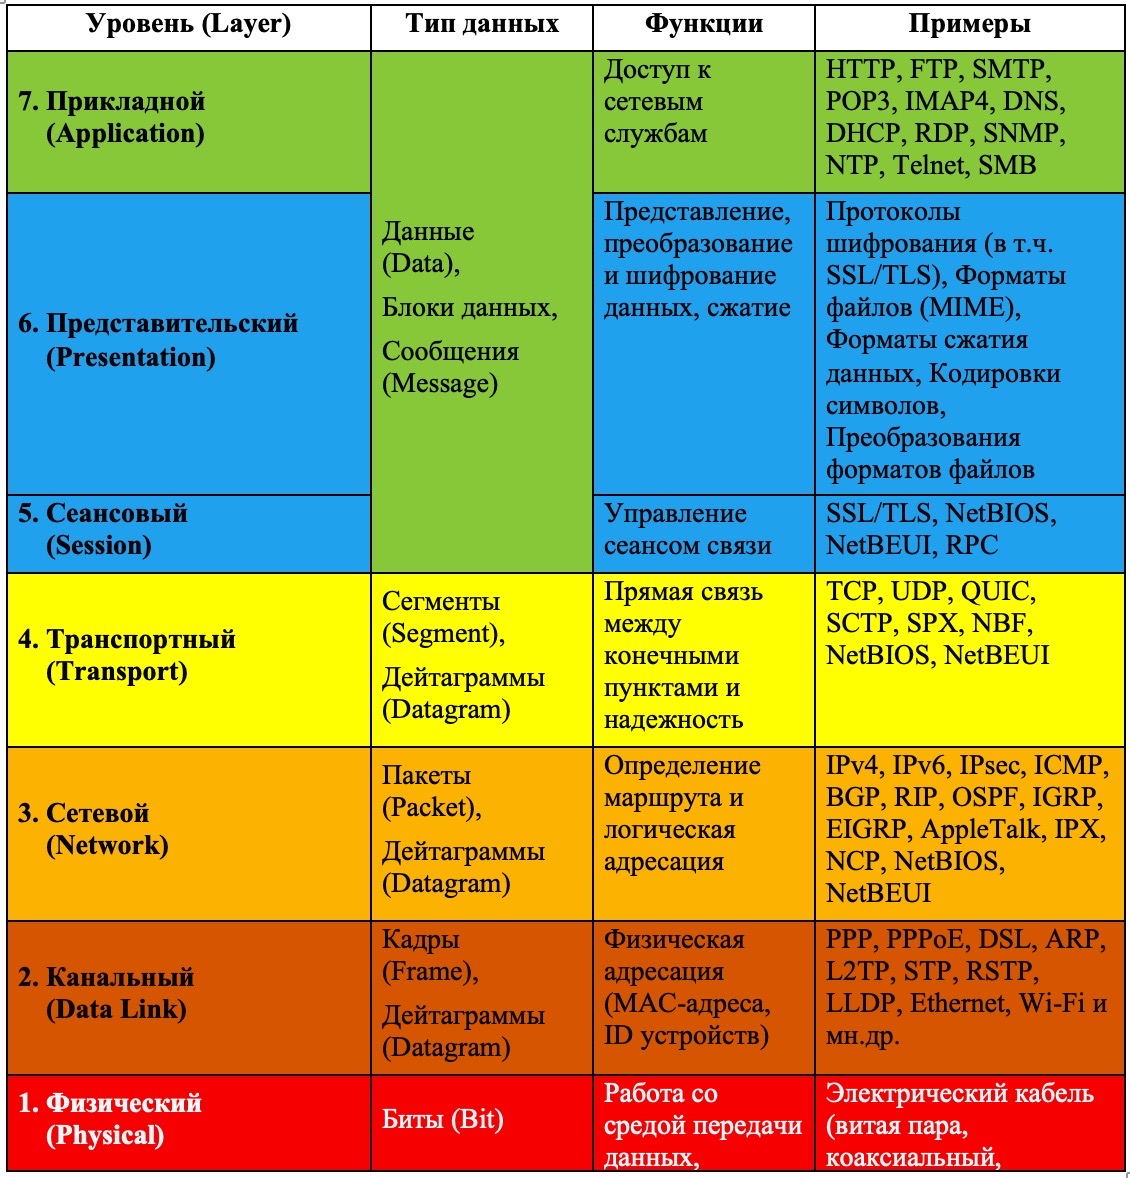 Уровень (Layer)
Тип данных
Функции
Примеры
7. Прикладной
(Application)
Данные
(Data),
Блоки данных,
Сообщения
(Message)
Доступ к
сетевым
службам
HTTP, FTP, SMTP,
POP3, IMAP4, DNS,
DHCP, RDP, SNMP,
NTP, Telnet, SMB
6. Представительский
(Presentation)
Представление,
преобразование
и шифрование
данных, сжатие
Протоколы
шифрования (в т.ч.
SSL/TLS), Форматы
файлов (MIME),
Форматы сжатия
данных, Кодировки
символов,
Преобразования
форматов файлов
5. Сеансовый
(Session)
Управление
сеансом связи
SSL/TLS, NetBIOS,
NetBEUI, RPC
4. Транспортный
(Transport)
Сегменты
(Segment),
Дейтаграммы
(Datagram)
Прямая связь
между
конечными
пунктами и
надежность
TCP, UDP, QUIC,
SCTP, SPX, NBF,
NetBIOS, NetBEUI
3. Сетевой
(Network)
Пакеты
(Packet),
Дейтаграммы
(Datagram)
Определение
маршрута и
логическая
адресация
IPv4, IPv6, IPsec, ICMP,
BGP, RIP, OSPF, IGRP,
EIGRP, AppleTalk, IPX,
NCP, NetBIOS,
NetBEUI
2. Канальный
(Data Link)
Кадры
(Frame),
Дейтаграммы
(Datagram)
Физическая
адресация
(MAC-адреса,
ID устройств)
PPP, PPPoE, DSL, ARP,
L2TP, STP, RSTP,
LLDP, Ethernet, Wi-Fi и
мн.др.
1. Физический
(Physical)
Биты (Bit)
Работа со
средой передачи
данных,
Электрический кабель
(витая пара,
коаксиальный,